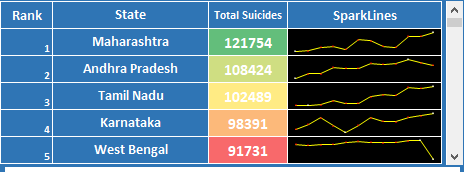 Rank State Total Suicides SparkLines
1 Maharashtra 121754
2 Andhra Pradesh 108424
3 Tamil Nadu 102489
4 Karnataka 98391
5 West Bengal 91731